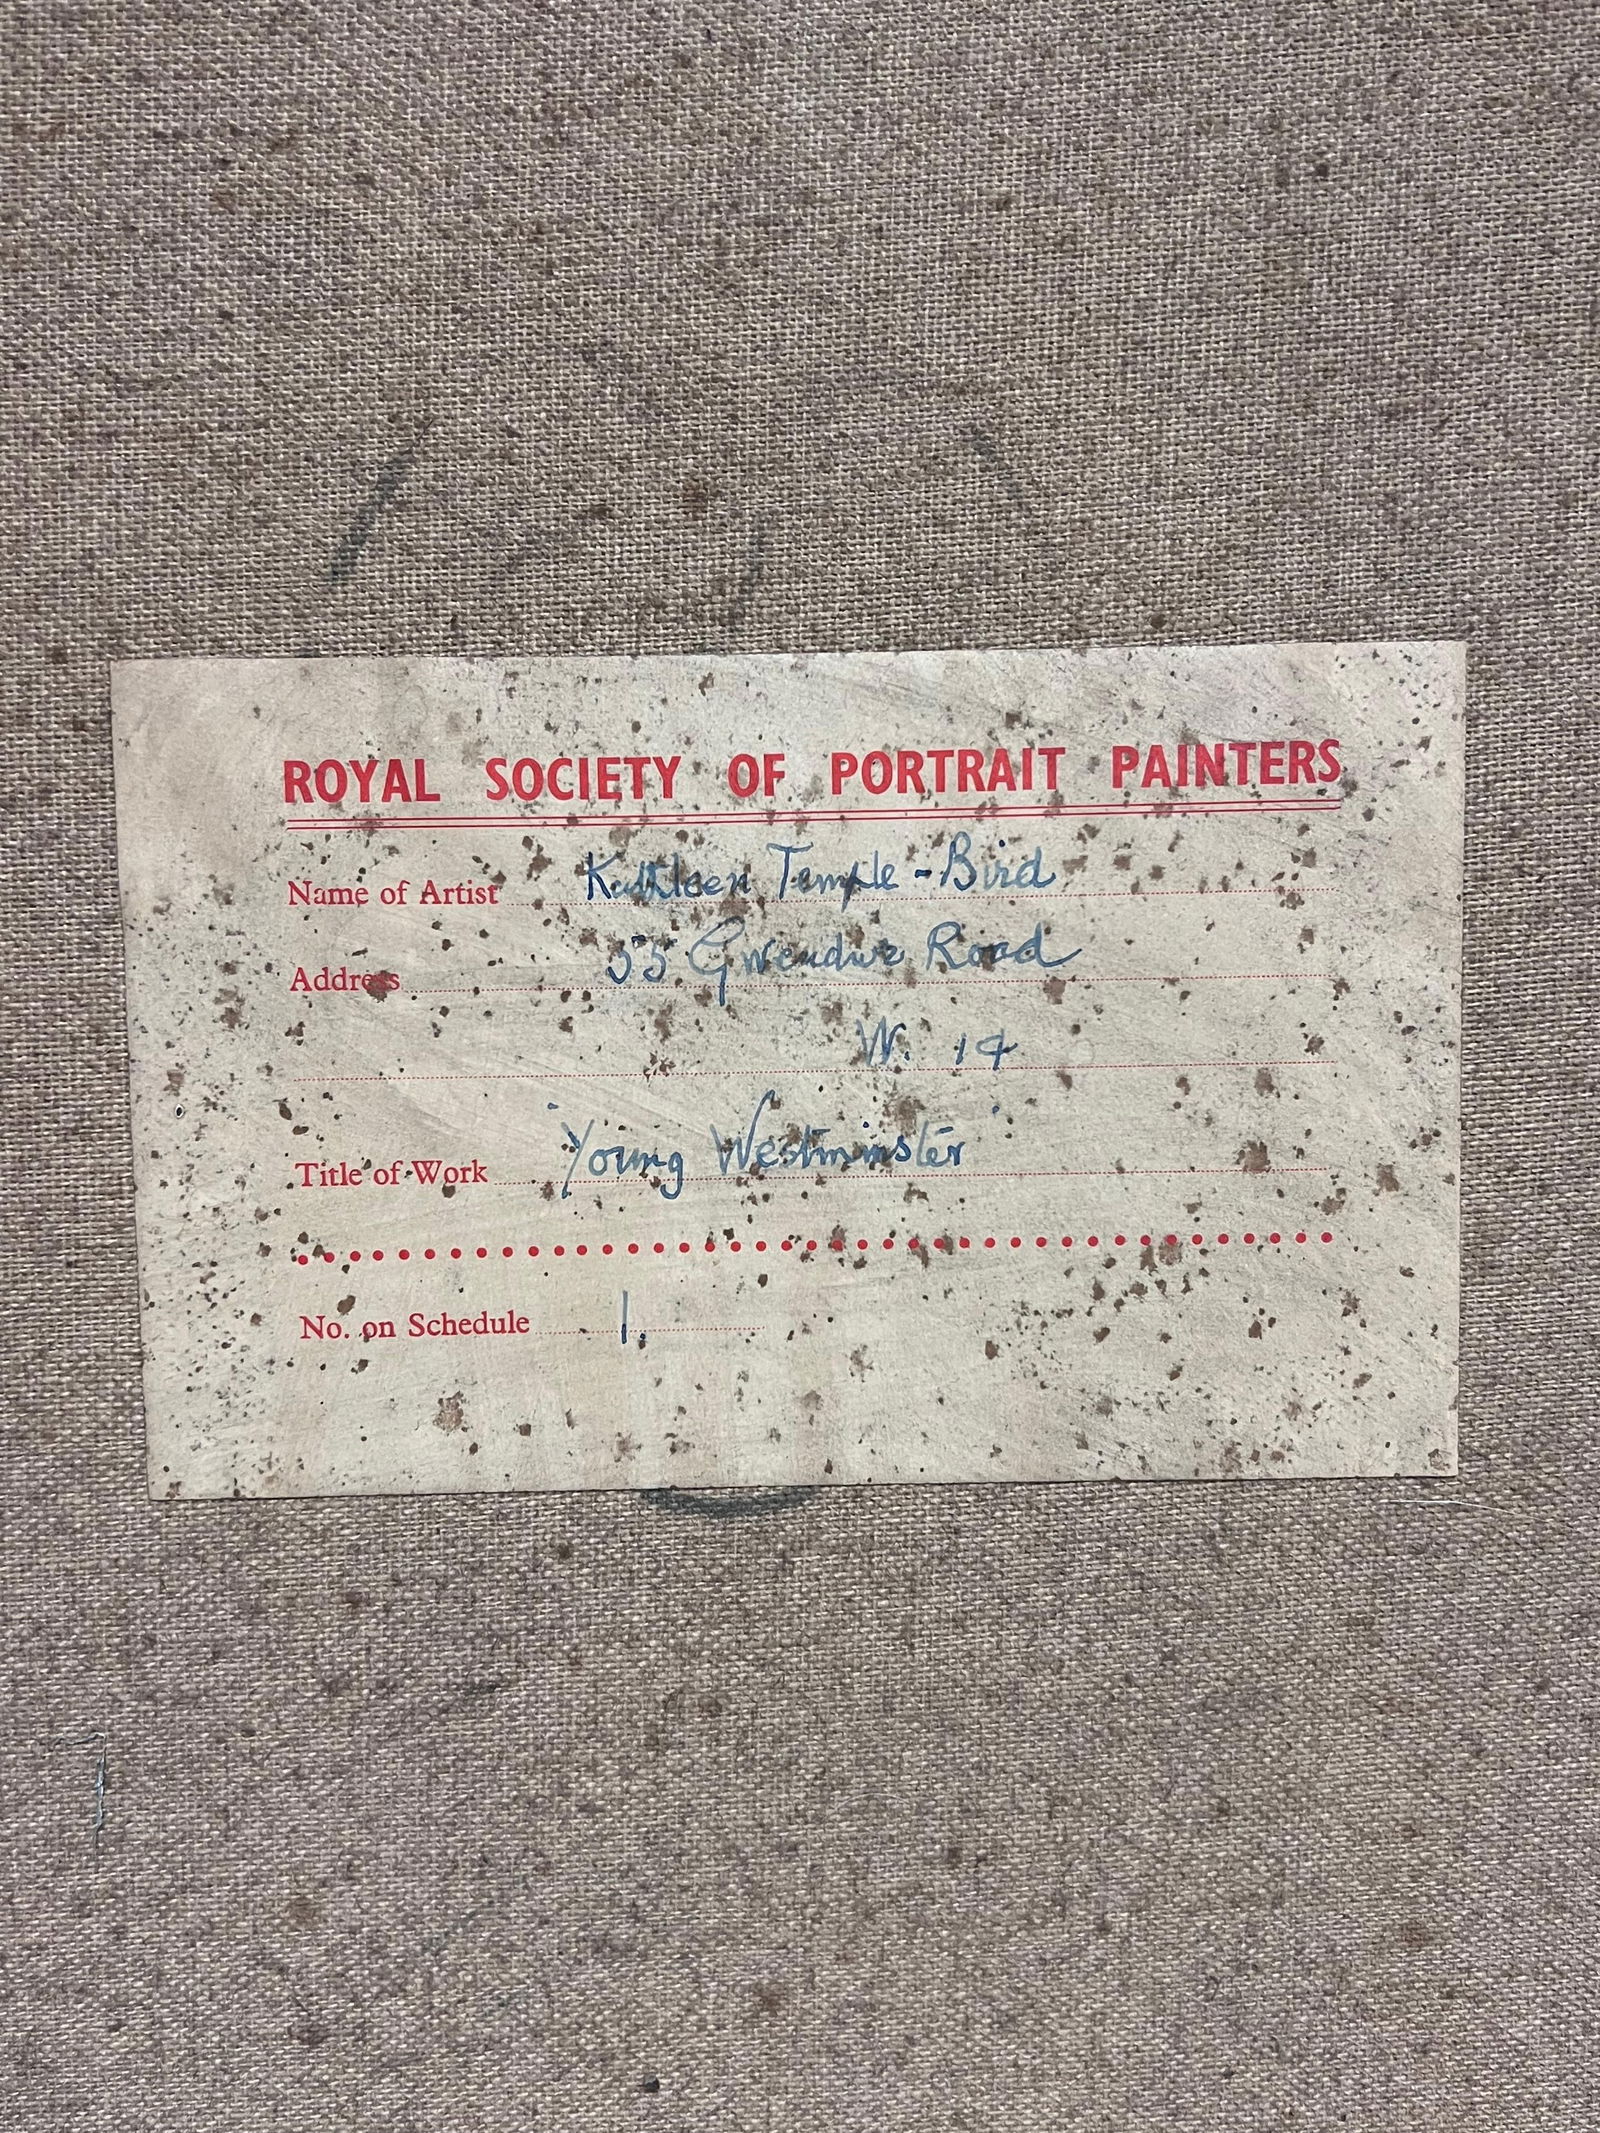 ROYAL SOCIETY OF PORTRAIT PAINTERS
Name of Artist Kathleen Temple-Bird
Address 55 Gwendwr Road
W. 14
Title of Work 'Young Westminster'
No. on Schedule 1.